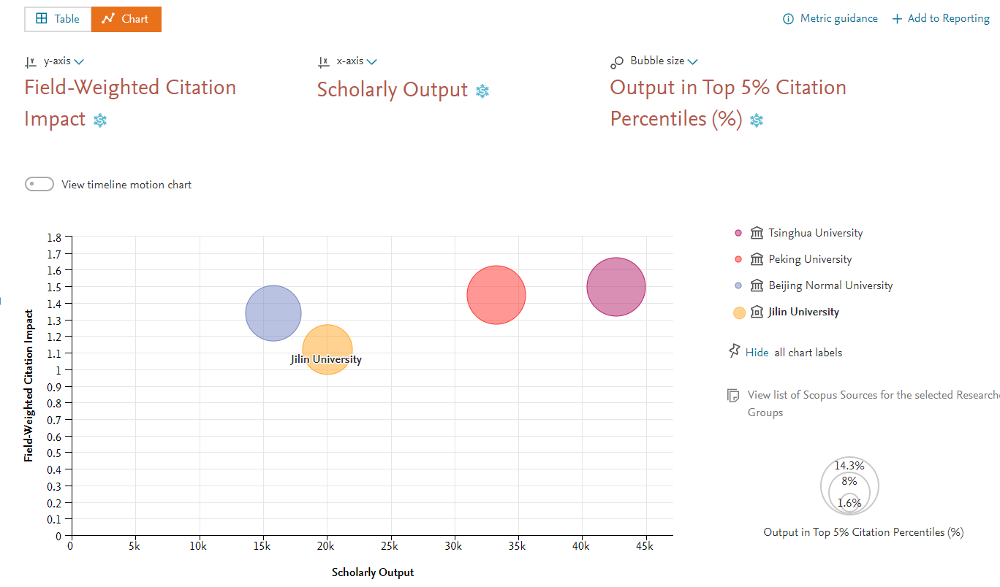 Table
Chart
Metric guidance
Add to Reporting
y-axis
Field-Weighted Citation
Impact
x-axis
Scholarly Output
Bubble size
Output in Top 5% Citation
Percentiles (%)
View timeline motion chart
1.8
1.7
1.6
1.5
1.4
1.3
1.2
1.1
1
0.9
0.8
0.7
0.6
0.5
0.4
0.3
0.2
0.1
0
Field-Weighted Citation Impact
Jilin University
0 5k 10k 15k 20k 25k 30k 35k 40k 45k
Scholarly Output
Tsinghua University
Peking University
Beijing Normal University
Jilin University
Hide all chart labels
View list of Scopus Sources for the selected Researche
Groups
14.3%
8%
1.6%
Output in Top 5% Citation Percentiles (%)